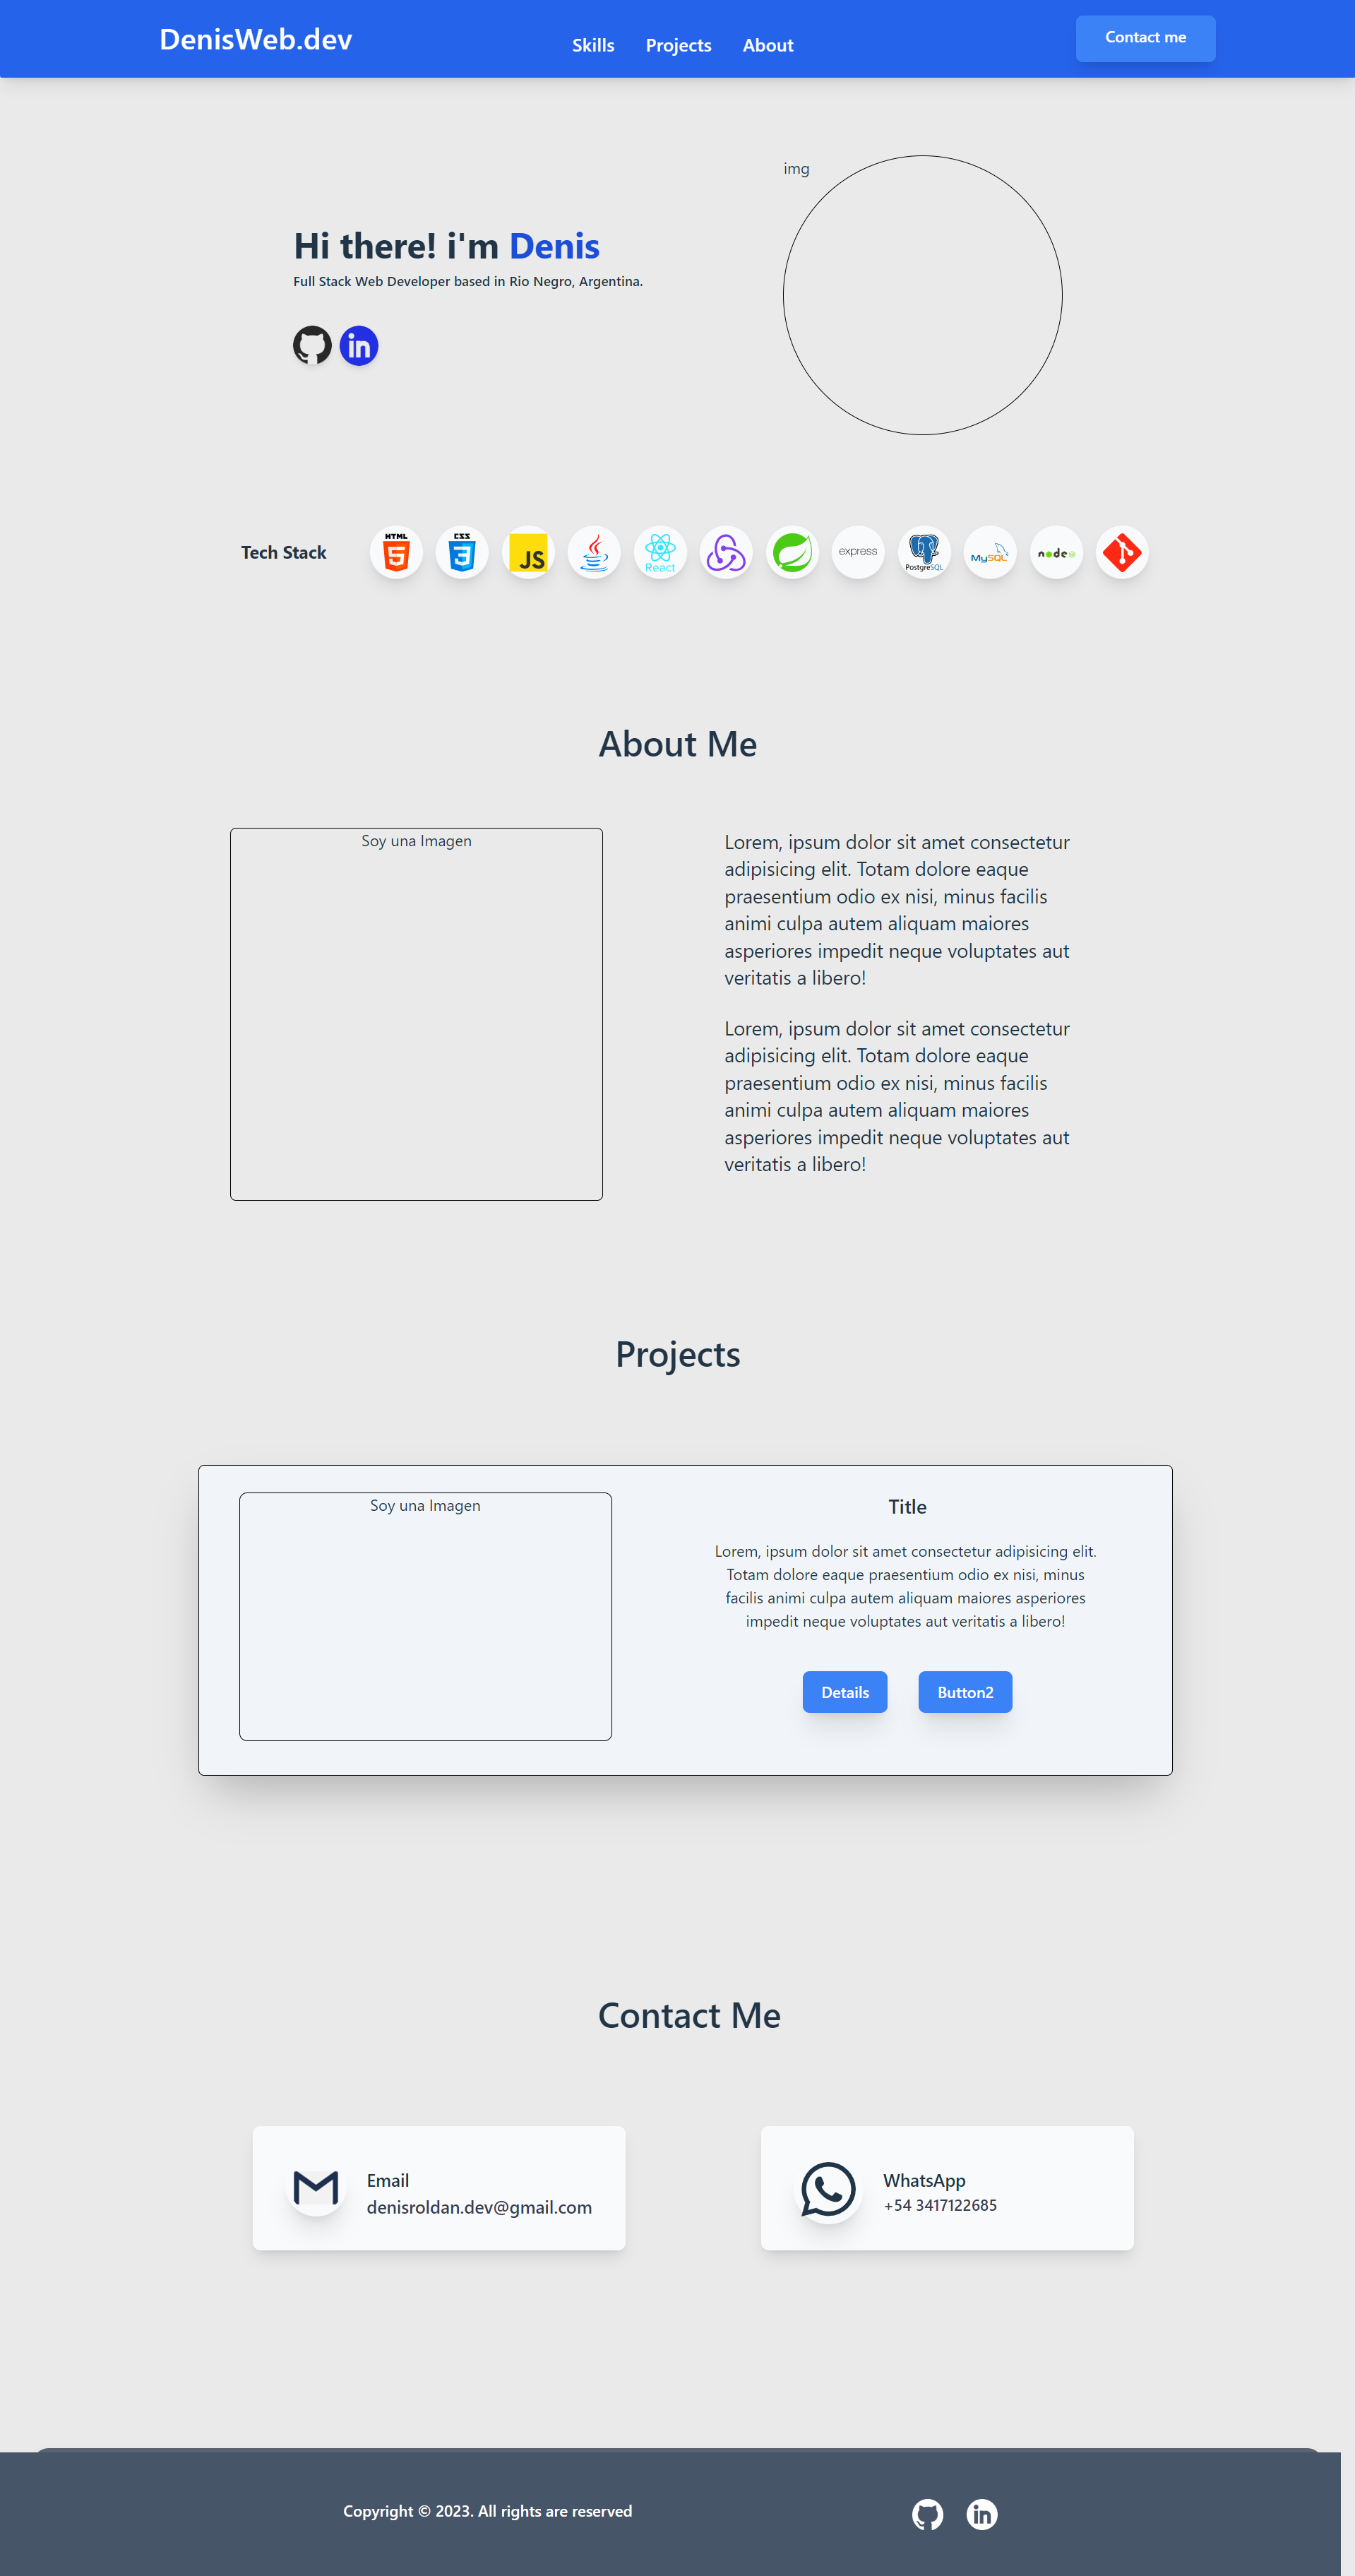 DenisWeb.dev
Skills Projects About
Contact me
img
Hi there! i'm Denis
Full Stack Web Developer based in Rio Negro, Argentina.
in
Tech Stack
HTML
5
CSS
3
JS
React
express
PostgreSQL
MySQL
node
JS
About Me
Soy una Imagen
Lorem, ipsum dolor sit amet consectetur
adipisicing elit. Totam dolore eaque
praesentium odio ex nisi, minus facilis
animi culpa autem aliquam maiores
asperiores impedit neque voluptates aut
veritatis a libero!
Lorem, ipsum dolor sit amet consectetur
adipisicing elit. Totam dolore eaque
praesentium odio ex nisi, minus facilis
animi culpa autem aliquam maiores
asperiores impedit neque voluptates aut
veritatis a libero!
Projects
Soy una Imagen
Title
Lorem, ipsum dolor sit amet consectetur adipisicing elit.
Totam dolore eaque praesentium odio ex nisi, minus
facilis animi culpa autem aliquam maiores asperiores
impedit neque voluptates aut veritatis a libero!
Details
Button2
Contact Me
Email
denisroldan.dev@gmail.com
WhatsApp
+54 3417122685
Copyright © 2023. All rights are reserved
in